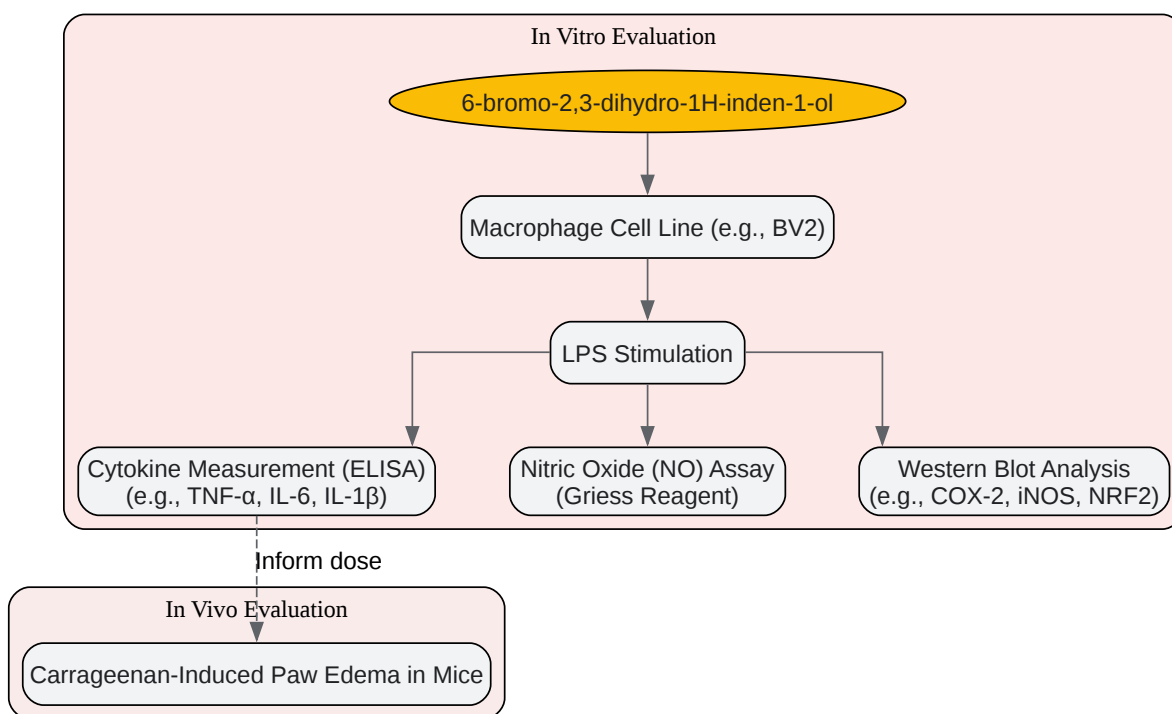 In Vitro Evaluation
6-bromo-2,3-dihydro-1H-inden-1-ol
Macrophage Cell Line (e.g., BV2)
LPS Stimulation
Cytokine Measurement (ELISA)
(e.g., TNF-α, IL-6, IL-1β)
Nitric Oxide (NO) Assay
(Griess Reagent)
Western Blot Analysis
(e.g., COX-2, iNOS, NRF2)
Inform dose
In Vivo Evaluation
Carrageenan-Induced Paw Edema in Mice